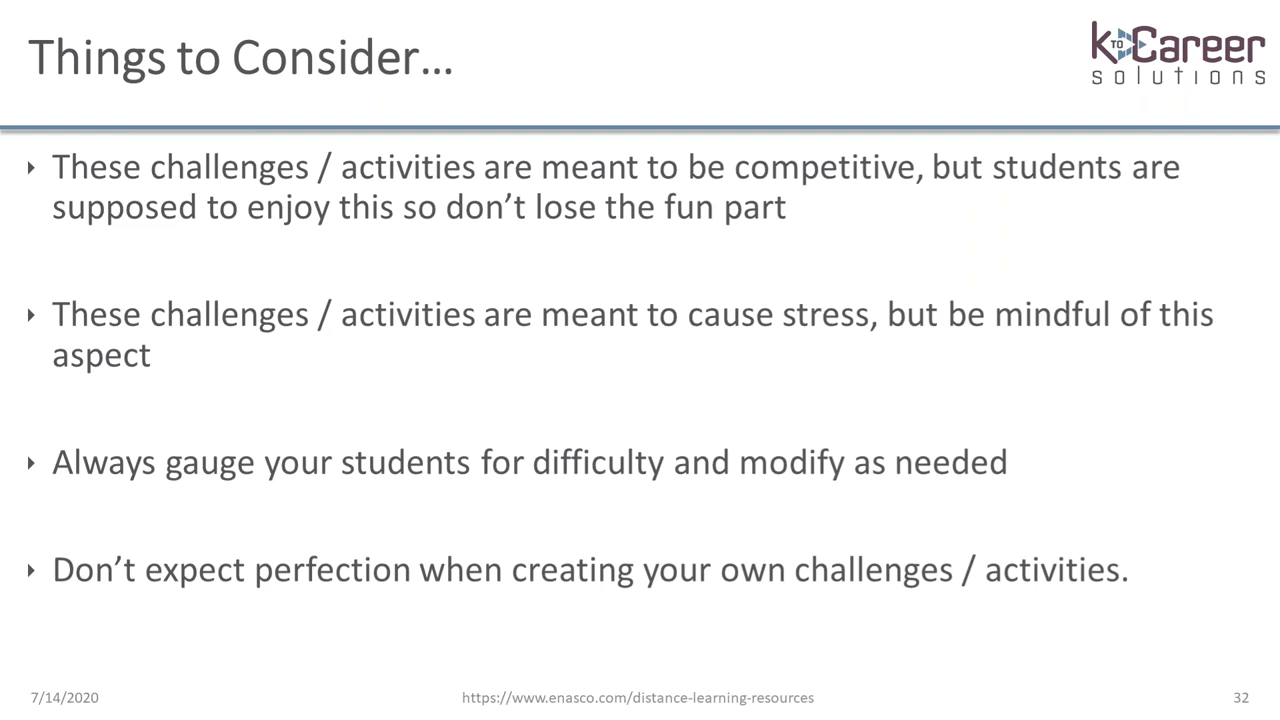 Things to Consider…
K TO Career
solutions
‣ These challenges / activities are meant to be competitive, but students are
supposed to enjoy this so don’t lose the fun part
‣ These challenges / activities are meant to cause stress, but be mindful of this
aspect
‣ Always gauge your students for difficulty and modify as needed
‣ Don’t expect perfection when creating your own challenges / activities.
7/14/2020
https://www.enasco.com/distance-learning-resources
32